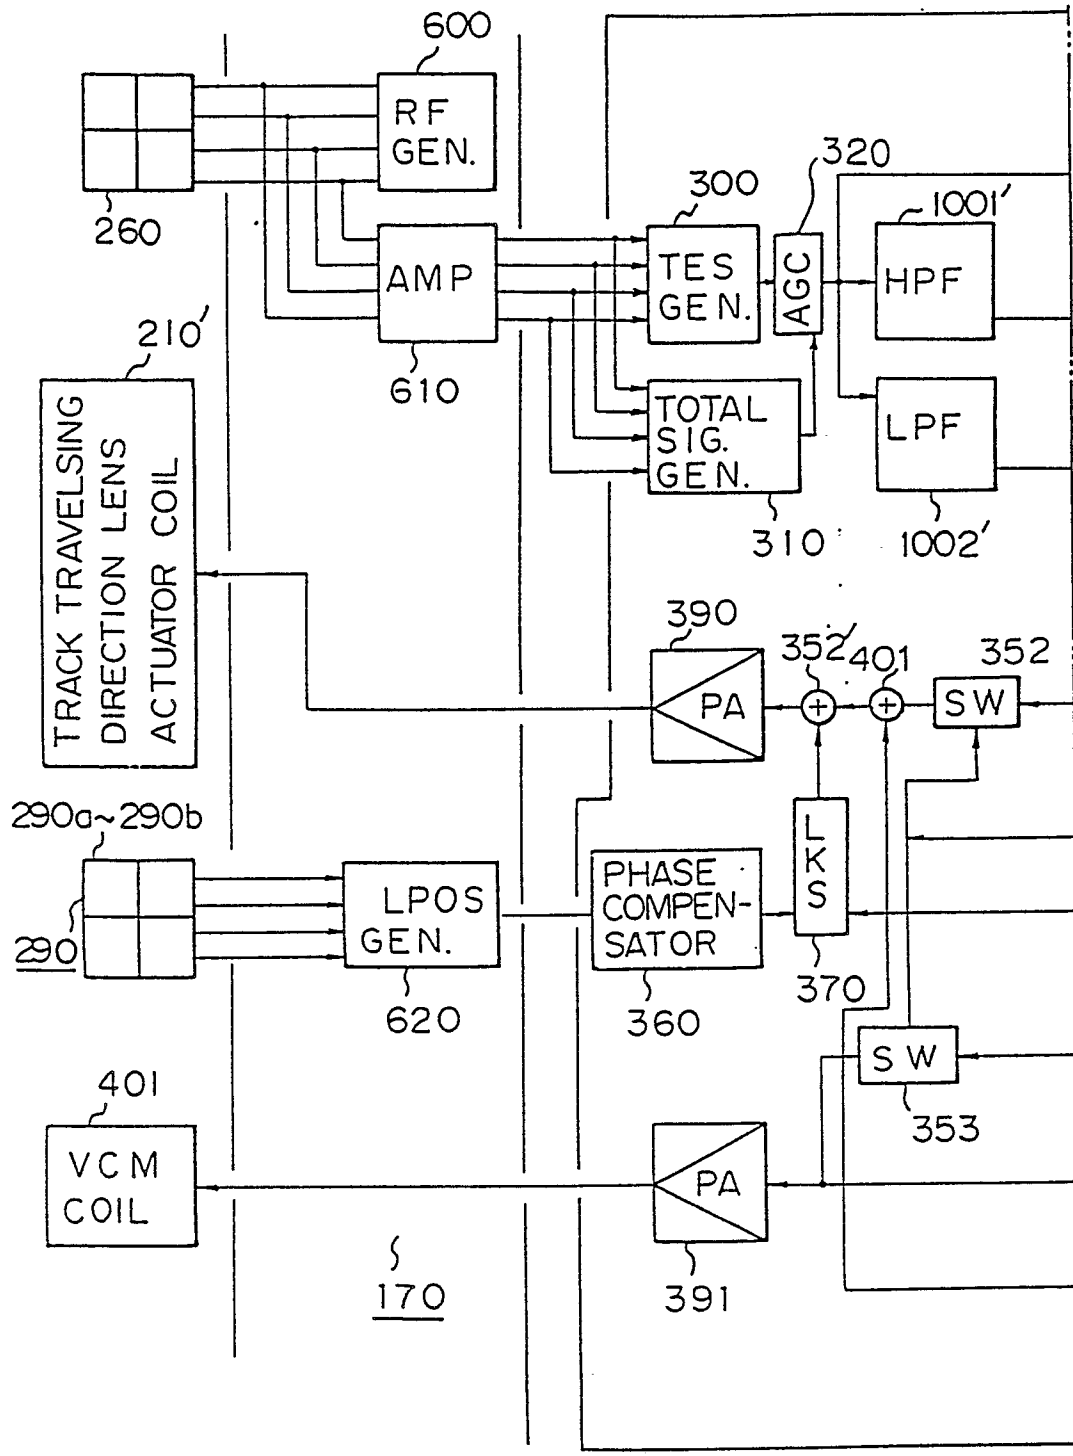 600
RF
GEN.
260
300
320
1001'
TES
GEN.
AGC
HPF
AMP
610
210'
TRACK TRAVELSING
DIRECTION LENS
ACTUATOR COIL
TOTAL
SIG.
GEN.
LPF
310
1002'
390
352'
401
352
PA
+
+
SW
290a~290b
LPOS
GEN.
PHASE
COMPEN-
SATOR
LKS
290
620
360
370
SW
353
401
VCM
COIL
PA
391
170